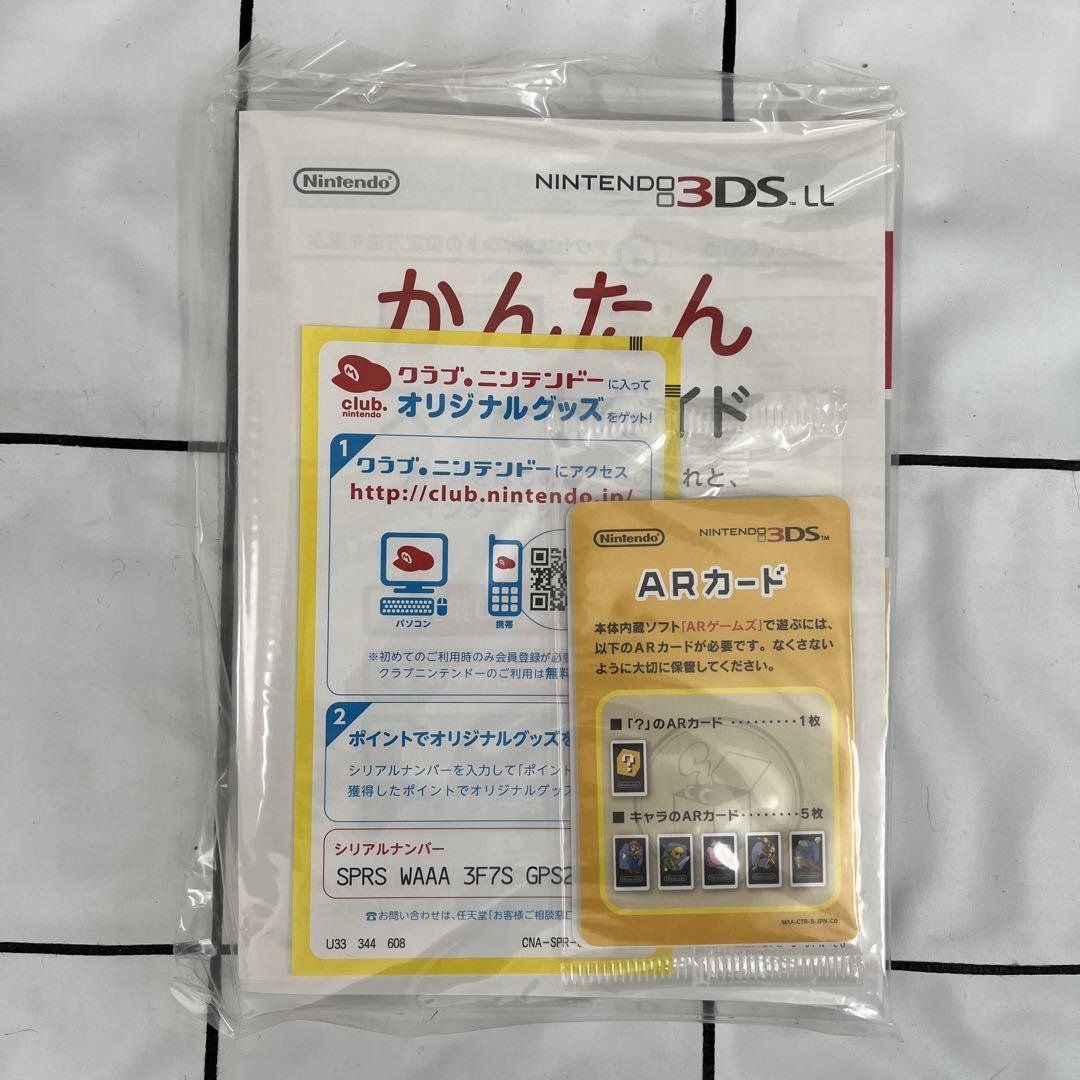 Nintendo
NINTENDO 3DS LL
かんたん
イド
れと、
クラブ。ニンテンドーに入って
オリジナルグッズをゲット!
club.
nintendo
1
クラブ。ニンテンドーにアクセス
http://club.nintendo.jp/
パソコン
携帯
※初めてのご利用時のみ会員登録が必
クラブニンテンドーのご利用は無料
2
ポイントでオリジナルグッズを
シリアルナンバーを入力して「ポイント
獲得したポイントでオリジナルグッズ
シリアルナンバー
SPRS WAAA 3F7S GPS2
☎お問い合わせは、任天堂「お客様ご相談窓口
U33 344 608
CNA-SPR-
Nintendo
NINTENDO 3DS
ARカード
本体内蔵ソフト「ARゲームズ」で遊ぶには、
以下のARカードが必要です。なくさない
ように大切に保管してください。
■「?」のARカード ・・・・・・・・・1枚
■ キャラのARカード・・・・・・・・5枚
MXA-CTR-S-JPN-C0